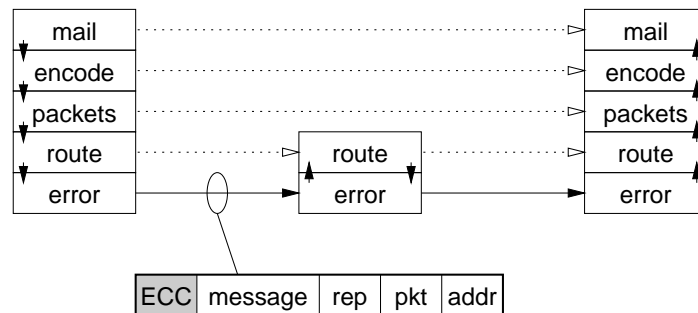 mail mail
encode encode
packets packets
route route route
error error error
ECC message rep pkt addr